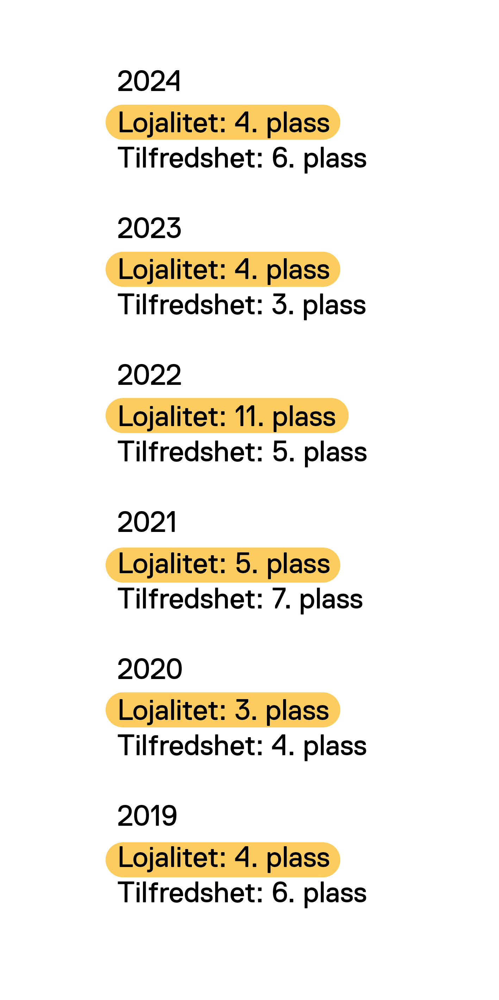 2024
Lojalitet: 4. plass
Tilfredshet: 6. plass
2023
Lojalitet: 4. plass
Tilfredshet: 3. plass
2022
Lojalitet: 11. plass
Tilfredshet: 5. plass
2021
Lojalitet: 5. plass
Tilfredshet: 7. plass
2020
Lojalitet: 3. plass
Tilfredshet: 4. plass
2019
Lojalitet: 4. plass
Tilfredshet: 6. plass